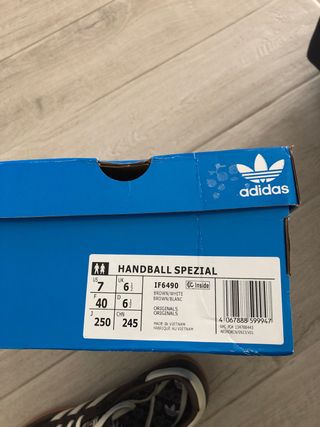 adidas
HANDBALL SPEZIAL
US 7 UK 6½ IF6490 Inside
BROWN/WHITE
BROWN/BLANC
F 40 D 6½
ORIGINALS
ORIGINALS
J 250 CHN 245
MADE IN VIETNAM
FABRIQUÉ AU VIETNAM
4 067888 599947